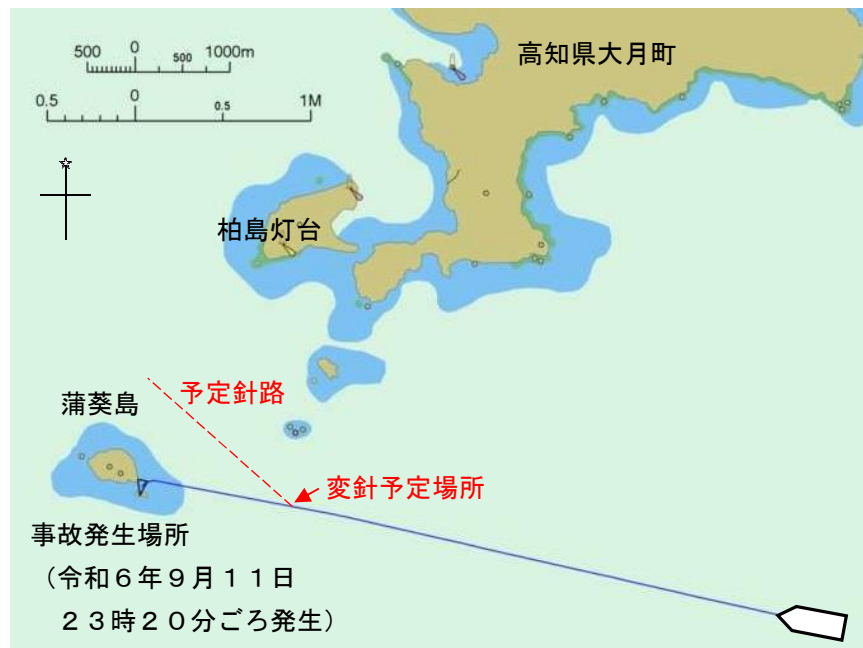 500 0 500 1000m
0.5 0 0.5 1M
高知県大月町
柏島灯台
予定針路
蒲葵島
変針予定場所
事故発生場所
（令和６年９月１１日
２３時２０分ごろ発生）